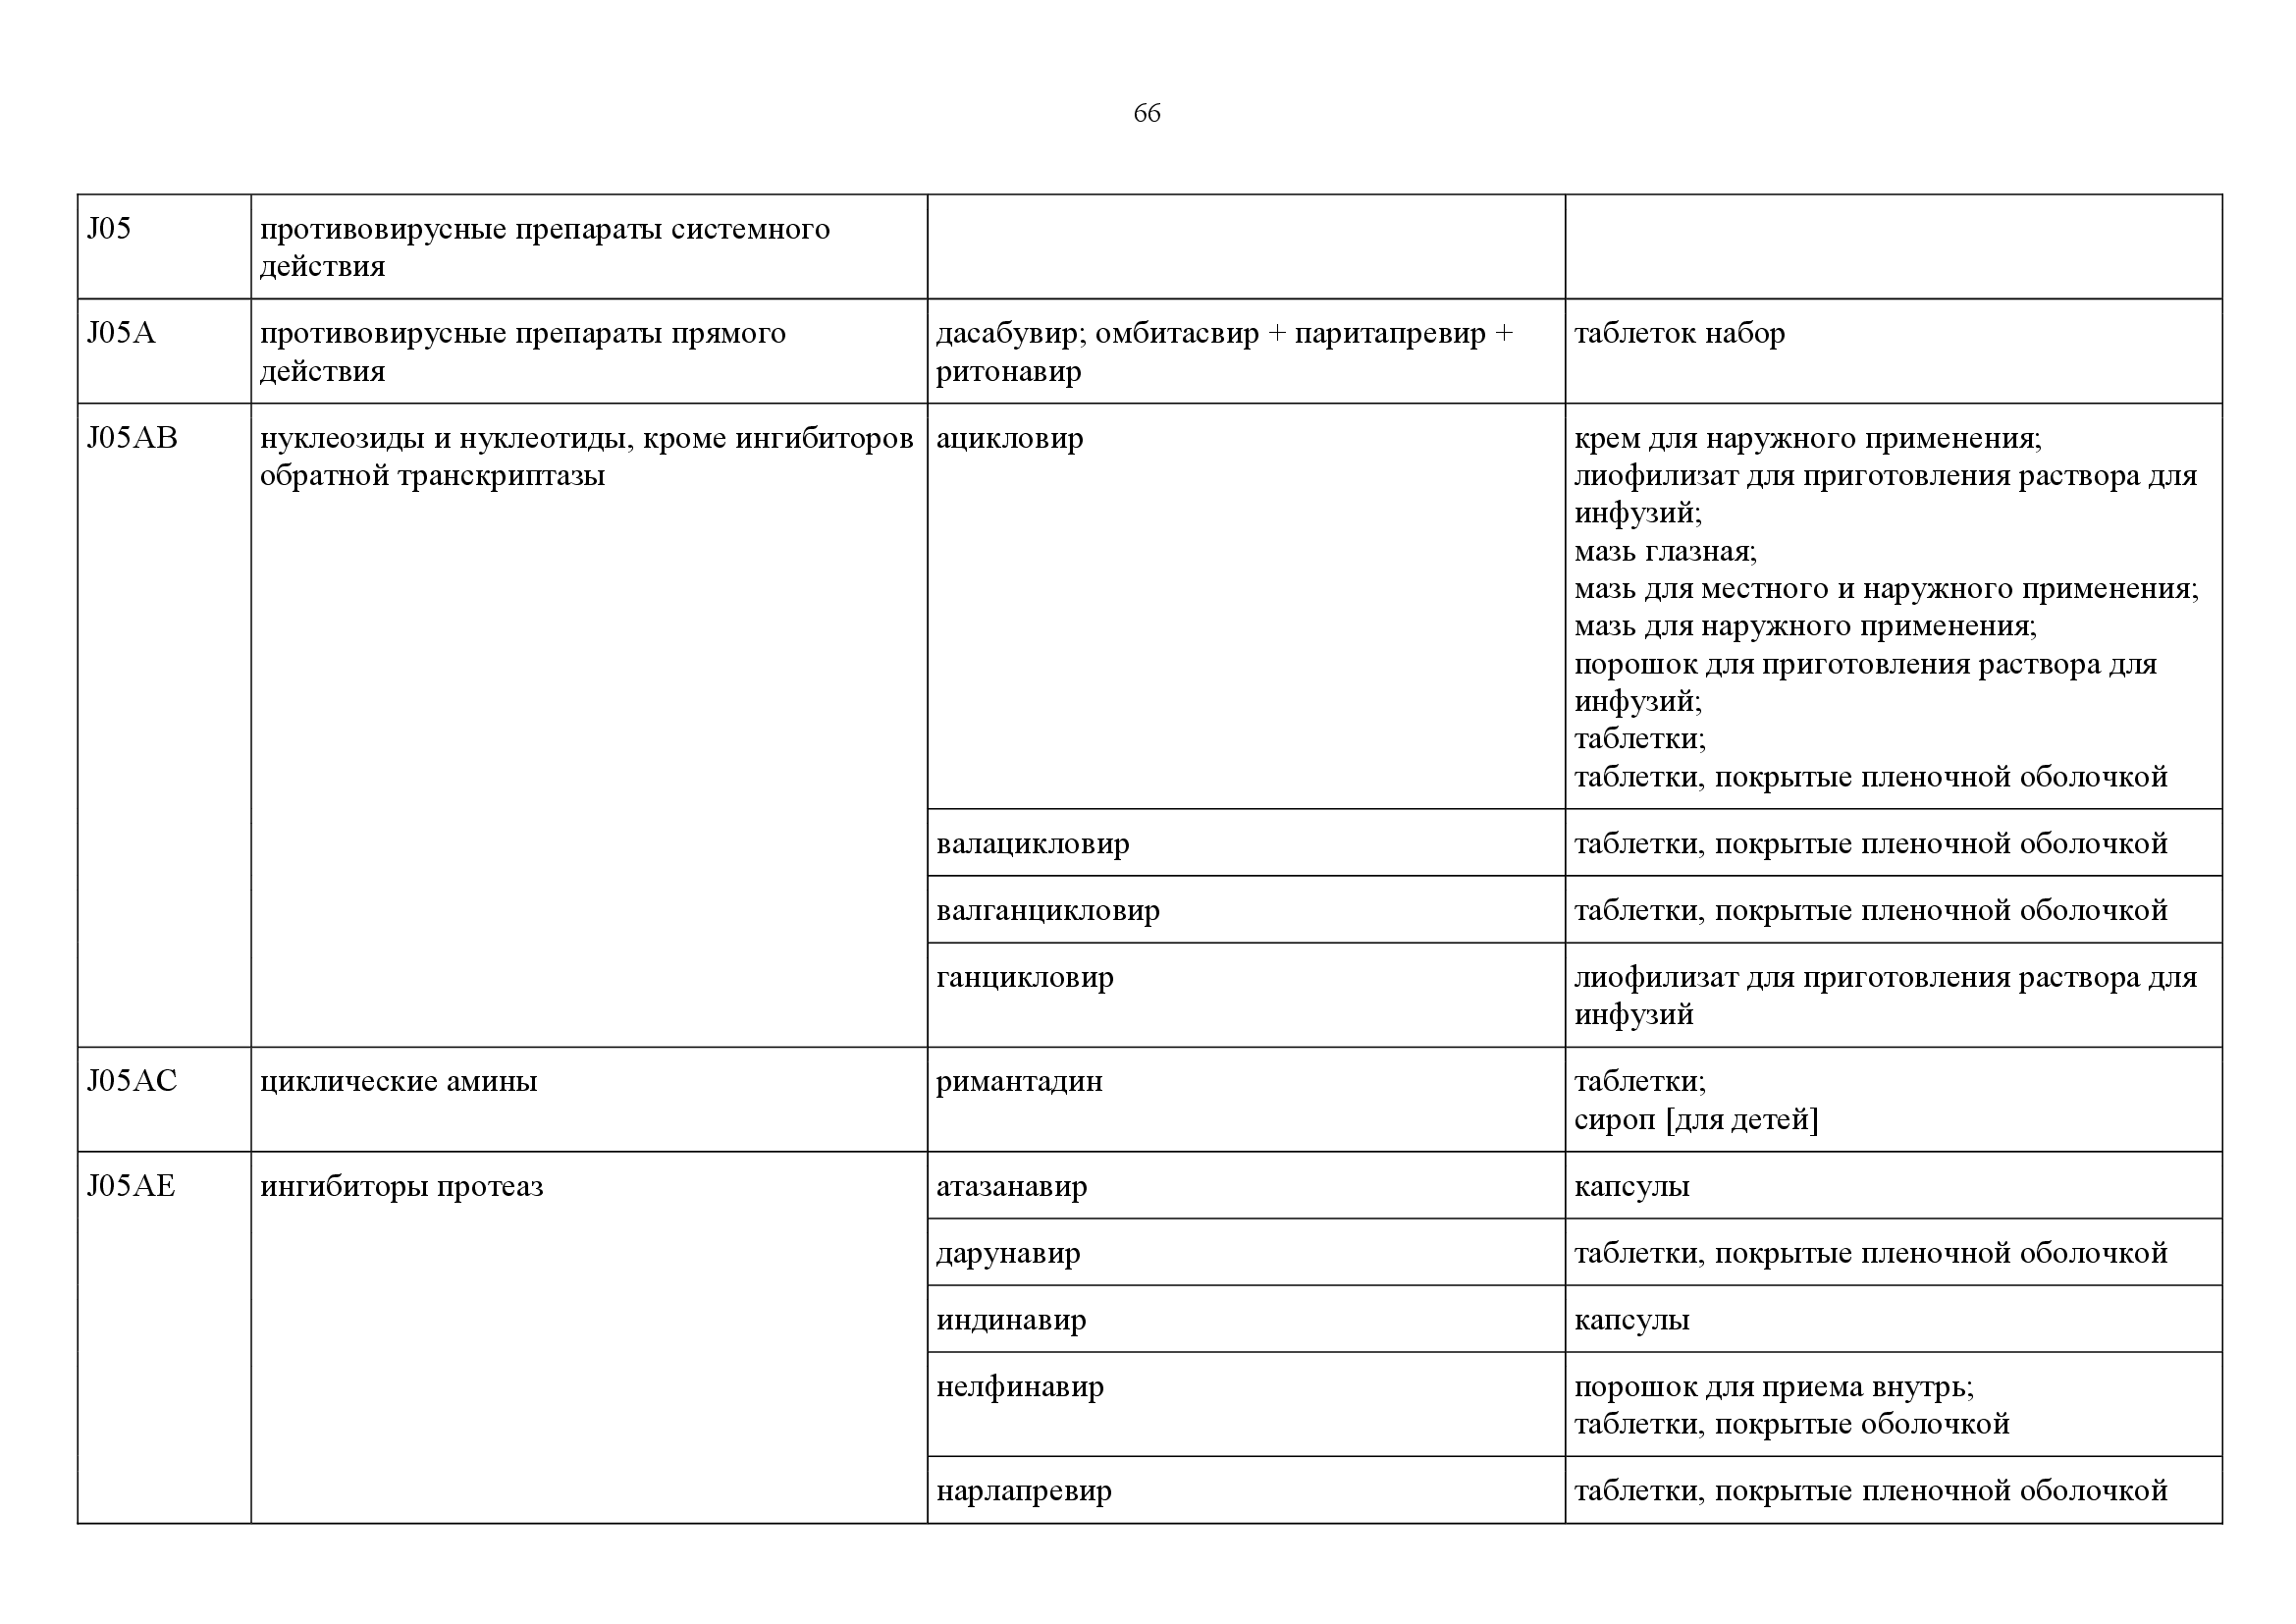 66
J05
противовирусные препараты системного
действия
J05A
противовирусные препараты прямого
действия
дасабувир; омбитасвир + паритапревир +
ритонавир
таблеток набор
J05AB
нуклеозиды и нуклеотиды, кроме ингибиторов
обратной транскриптазы
ацикловир
крем для наружного применения;
лиофилизат для приготовления раствора для
инфузий;
мазь глазная;
мазь для местного и наружного применения;
мазь для наружного применения;
порошок для приготовления раствора для
инфузий;
таблетки;
таблетки, покрытые пленочной оболочкой
валацикловир
таблетки, покрытые пленочной оболочкой
валганцикловир
таблетки, покрытые пленочной оболочкой
ганцикловир
лиофилизат для приготовления раствора для
инфузий
J05AC
циклические амины
римантадин
таблетки;
сироп [для детей]
J05AE
ингибиторы протеаз
атазанавир
капсулы
дарунавир
таблетки, покрытые пленочной оболочкой
индинавир
капсулы
нелфинавир
порошок для приема внутрь;
таблетки, покрытые оболочкой
нарлапревир
таблетки, покрытые пленочной оболочкой